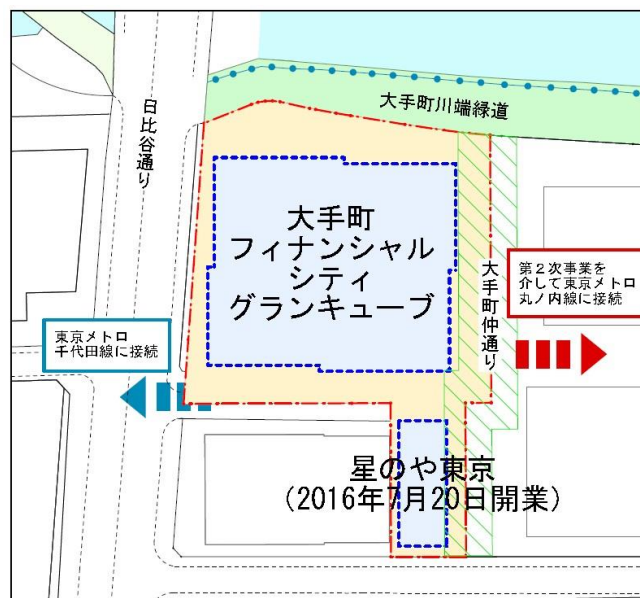 日比谷通り
大手町川端緑道
大手町
フィナンシャル
シティ
グランキューブ
大手町仲通り
第２次事業を
介して東京メトロ
丸ノ内線に接続
東京メトロ
千代田線に接続
星のや東京
（2016年7月20日開業）